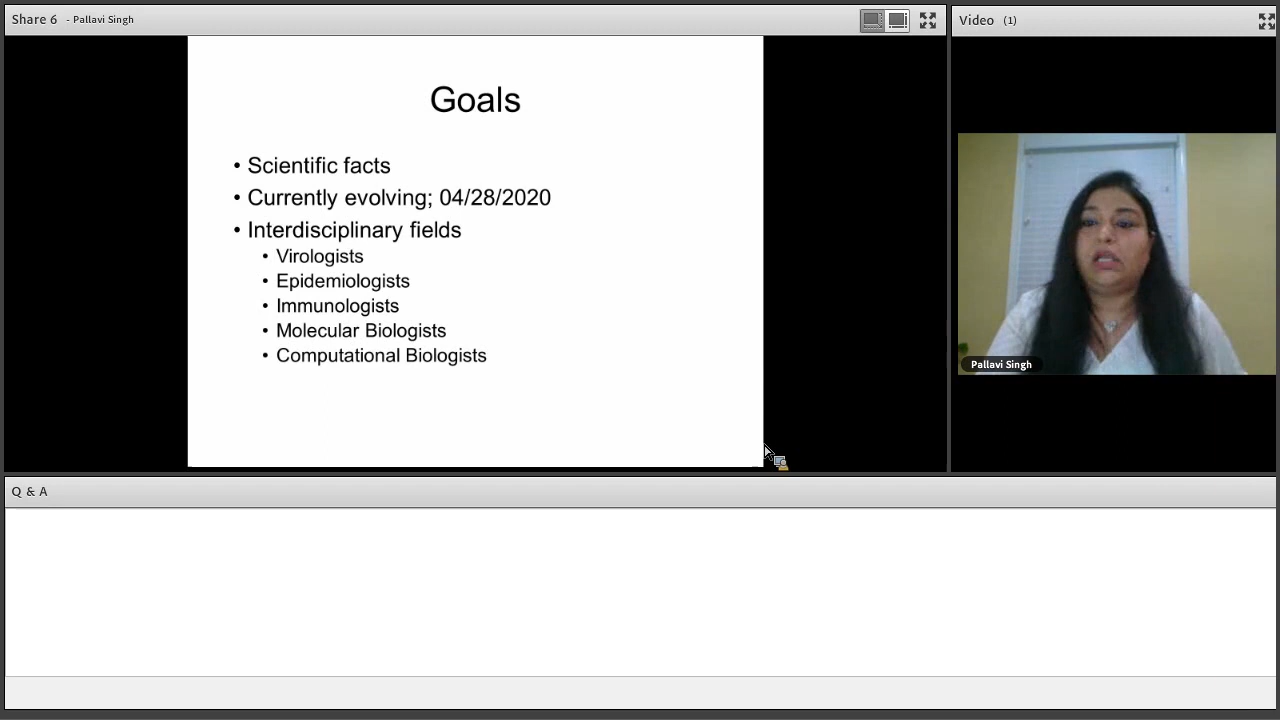 Share 6 - Pallavi Singh
Video (1)
Goals
• Scientific facts
• Currently evolving; 04/28/2020
• Interdisciplinary fields
• Virologists
• Epidemiologists
• Immunologists
• Molecular Biologists
• Computational Biologists
Pallavi Singh
Q & A